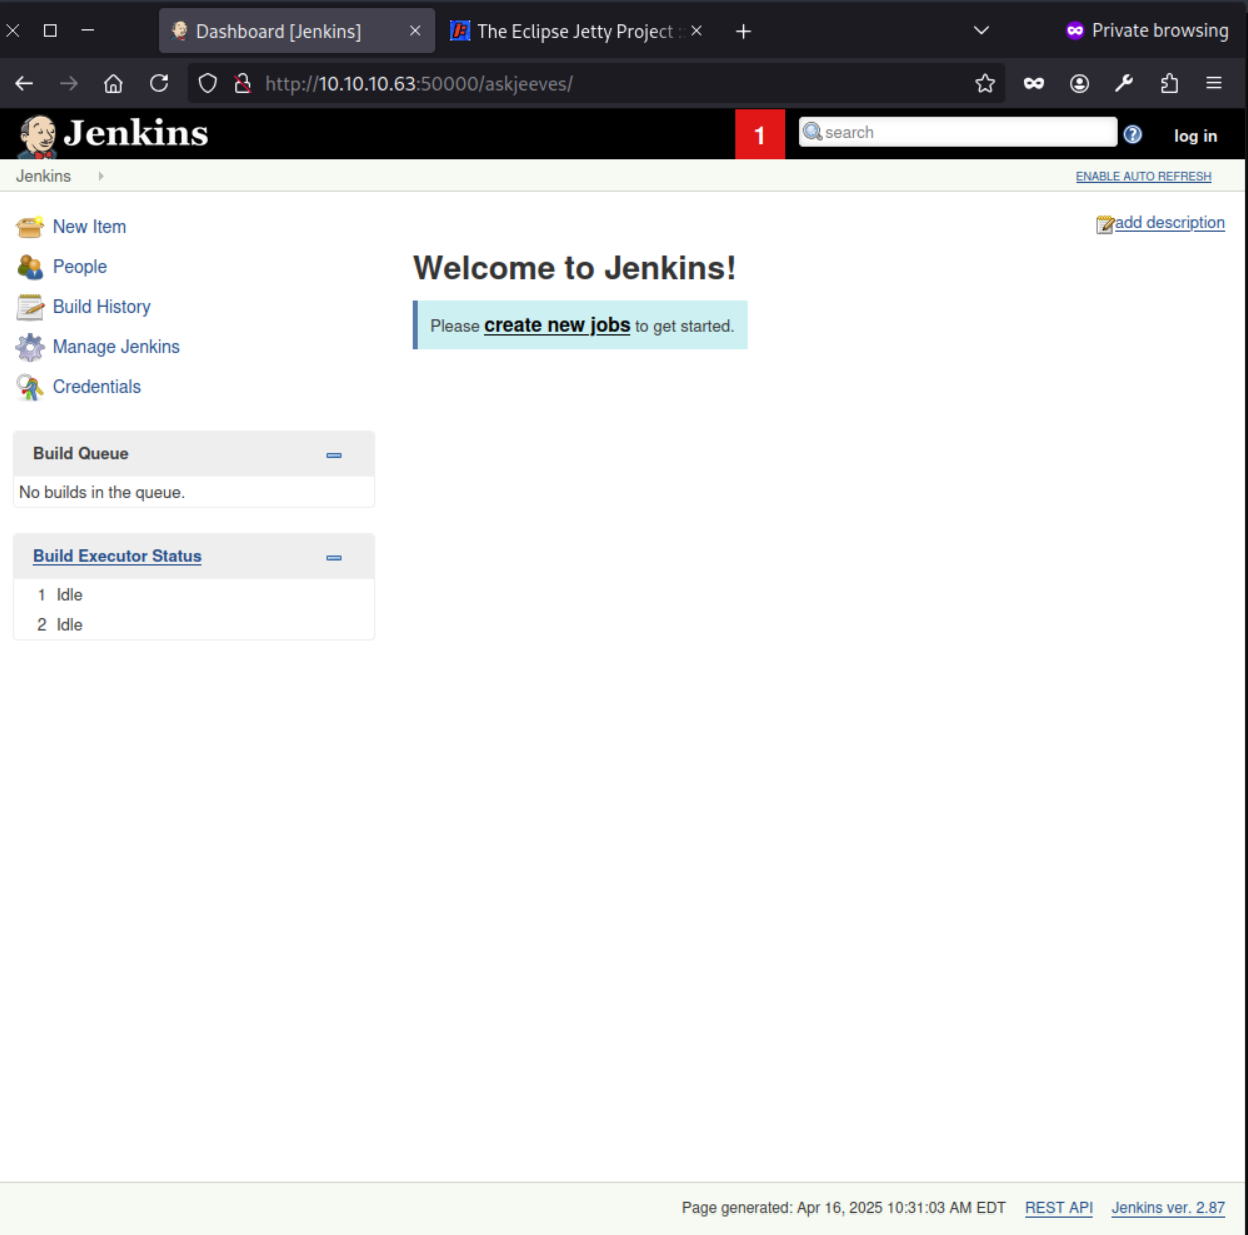 Dashboard [Jenkins]
The Eclipse Jetty Project ::
Private browsing
http://10.10.10.63:50000/askjeeves/
Jenkins
1
search
log in
Jenkins
ENABLE AUTO REFRESH
New Item
People
Build History
Manage Jenkins
Credentials
add description
Welcome to Jenkins!
Please create new jobs to get started.
Build Queue
No builds in the queue.
Build Executor Status
1 Idle
2 Idle
Page generated: Apr 16, 2025 10:31:03 AM EDT REST API Jenkins ver. 2.87